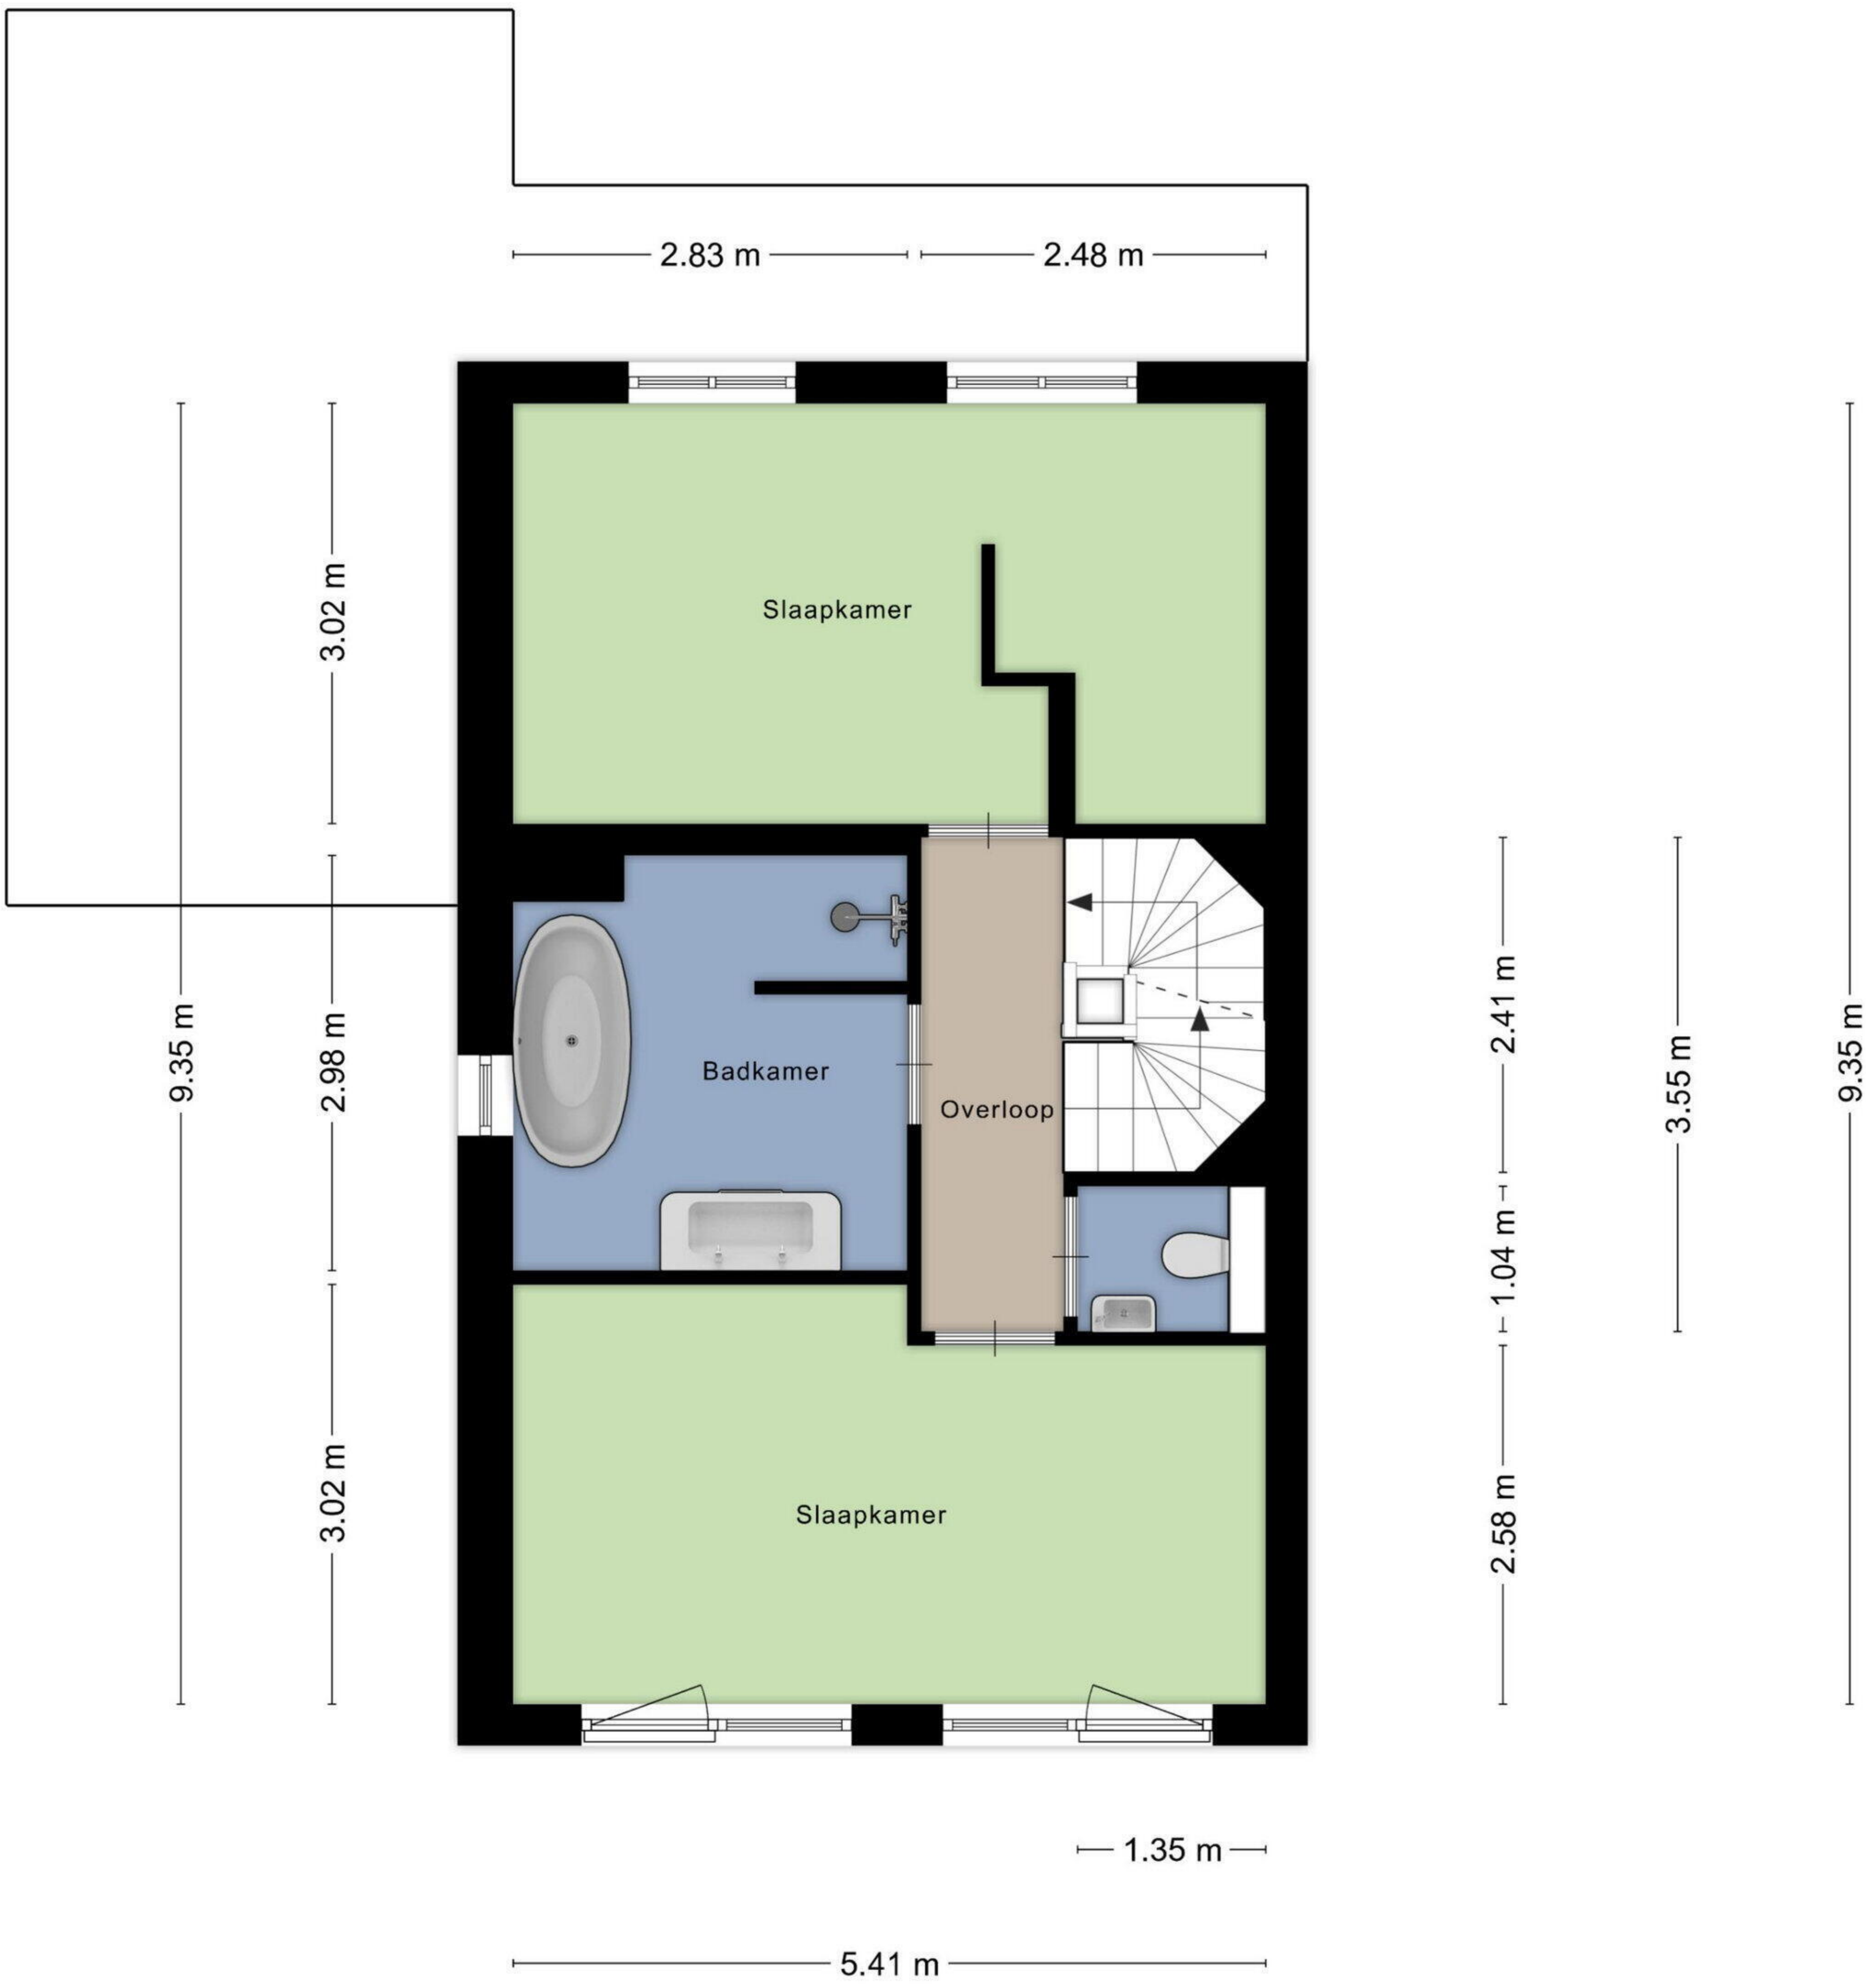 2.83 m
2.48 m
3.02 m
Slaapkamer
9.35 m
2.98 m
Badkamer
Overloop
2.41 m
3.55 m
9.35 m
1.04 m
3.02 m
Slaapkamer
2.58 m
1.35 m
5.41 m